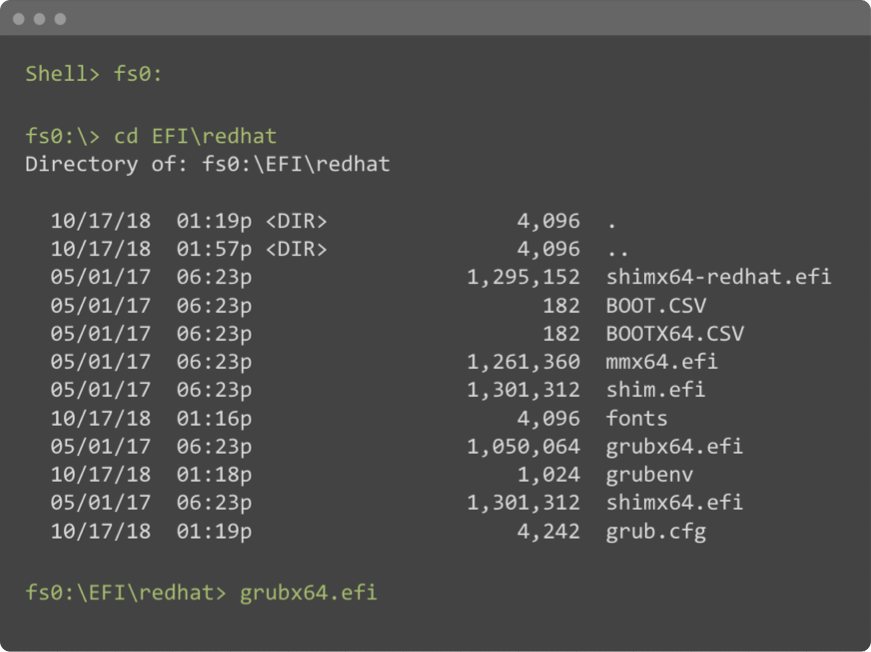 Shell> fs0:
fs0:\> cd EFI\redhat
Directory of: fs0:\EFI\redhat
10/17/18  01:19p <DIR>               4,096  .
10/17/18  01:57p <DIR>               4,096  ..
05/01/17  06:23p                 1,295,152  shimx64-redhat.efi
05/01/17  06:23p                       182  BOOT.CSV
05/01/17  06:23p                       182  BOOTX64.CSV
05/01/17  06:23p                 1,261,360  mmx64.efi
05/01/17  06:23p                 1,301,312  shim.efi
10/17/18  01:16p                     4,096  fonts
05/01/17  06:23p                 1,050,064  grubx64.efi
10/17/18  01:18p                     1,024  grubenv
05/01/17  06:23p                 1,301,312  shimx64.efi
10/17/18  01:19p                     4,242  grub.cfg
fs0:\EFI\redhat> grubx64.efi